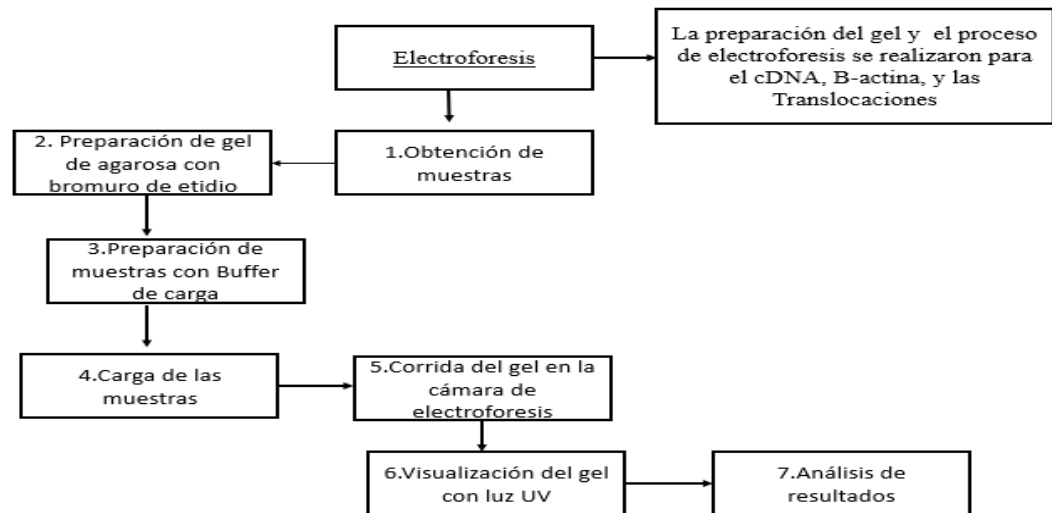 Electroforesis
La preparación del gel y el proceso
de electroforesis se realizaron para
el cDNA, B-actina, y las
Translocaciones
1.Obtención de
muestras
2. Preparación de gel
de agarosa con
bromuro de etidio
3.Preparación de
muestras con Buffer
de carga
4.Carga de las
muestras
5.Corrida del gel en la
cámara de
electroforesis
6.Visualización del gel
con luz UV
7.Análisis de
resultados